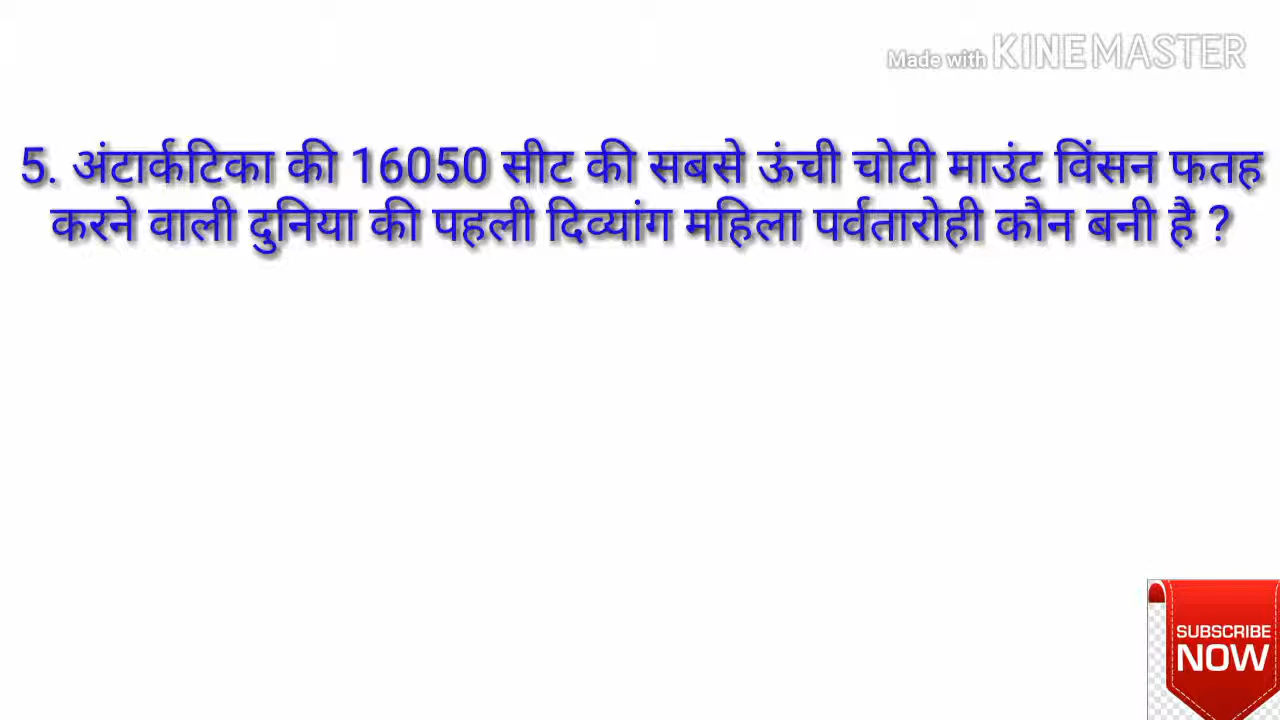 Made with KINEMASTER
5. अंटार्कटिका की 16050 सीट की सबसे ऊंची चोटी माउंट विंसन फतह
करने वाली दुनिया की पहली दिव्यांग महिला पर्वतारोही कौन बनी है ?
SUBSCRIBE
NOW